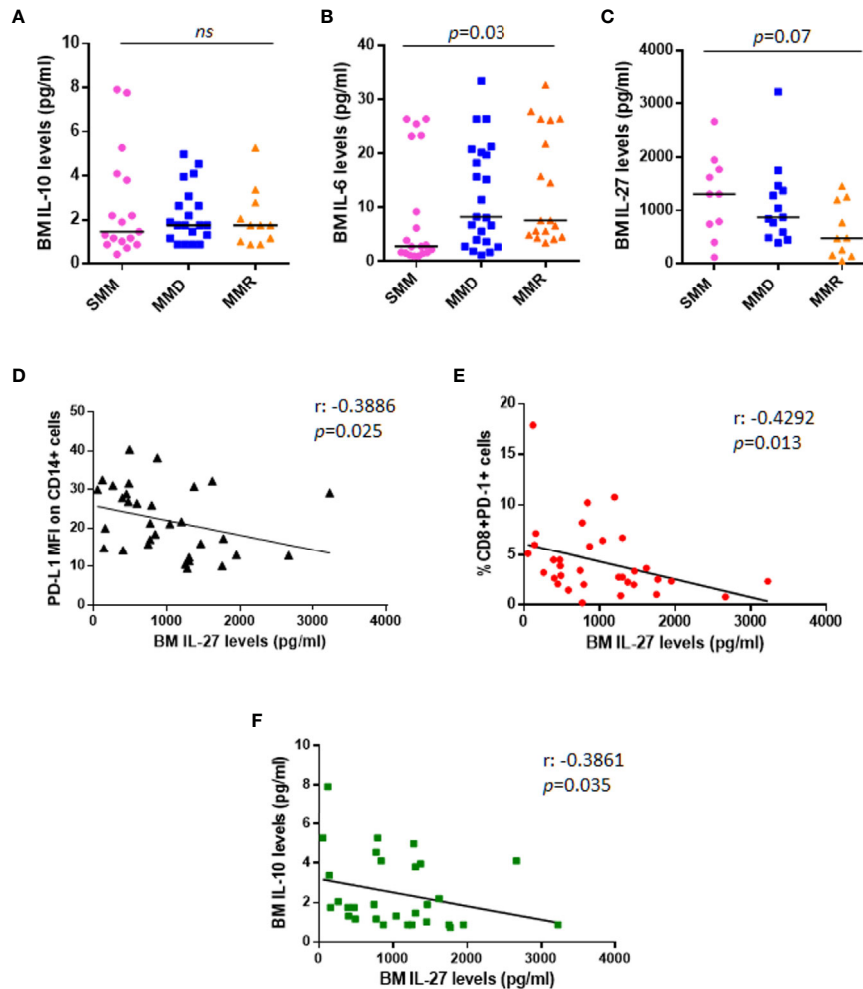 A
ns
BM IL-10 levels (pg/ml)
10
8
6
4
2
0
SMM
MMD
MMR
B
p=0.03
BM IL-6 levels (pg/ml)
40
30
20
10
0
SMM
MMD
MMR
C
p=0.07
BM IL-27 levels (pg/ml)
4000
3000
2000
1000
0
SMM
MMD
MMR
D
r: -0.3886
p=0.025
PD-L1 MFI on CD14+ cells
50
40
30
20
10
0
0
1000
2000
3000
4000
BM IL-27 levels (pg/ml)
E
r: -0.4292
p=0.013
% CD8+PD-1+ cells
20
15
10
5
0
0
1000
2000
3000
4000
BM IL-27 levels (pg/ml)
F
r: -0.3861
p=0.035
BM IL-10 levels (pg/ml)
10
8
6
4
2
0
0
1000
2000
3000
4000
BM IL-27 levels (pg/ml)